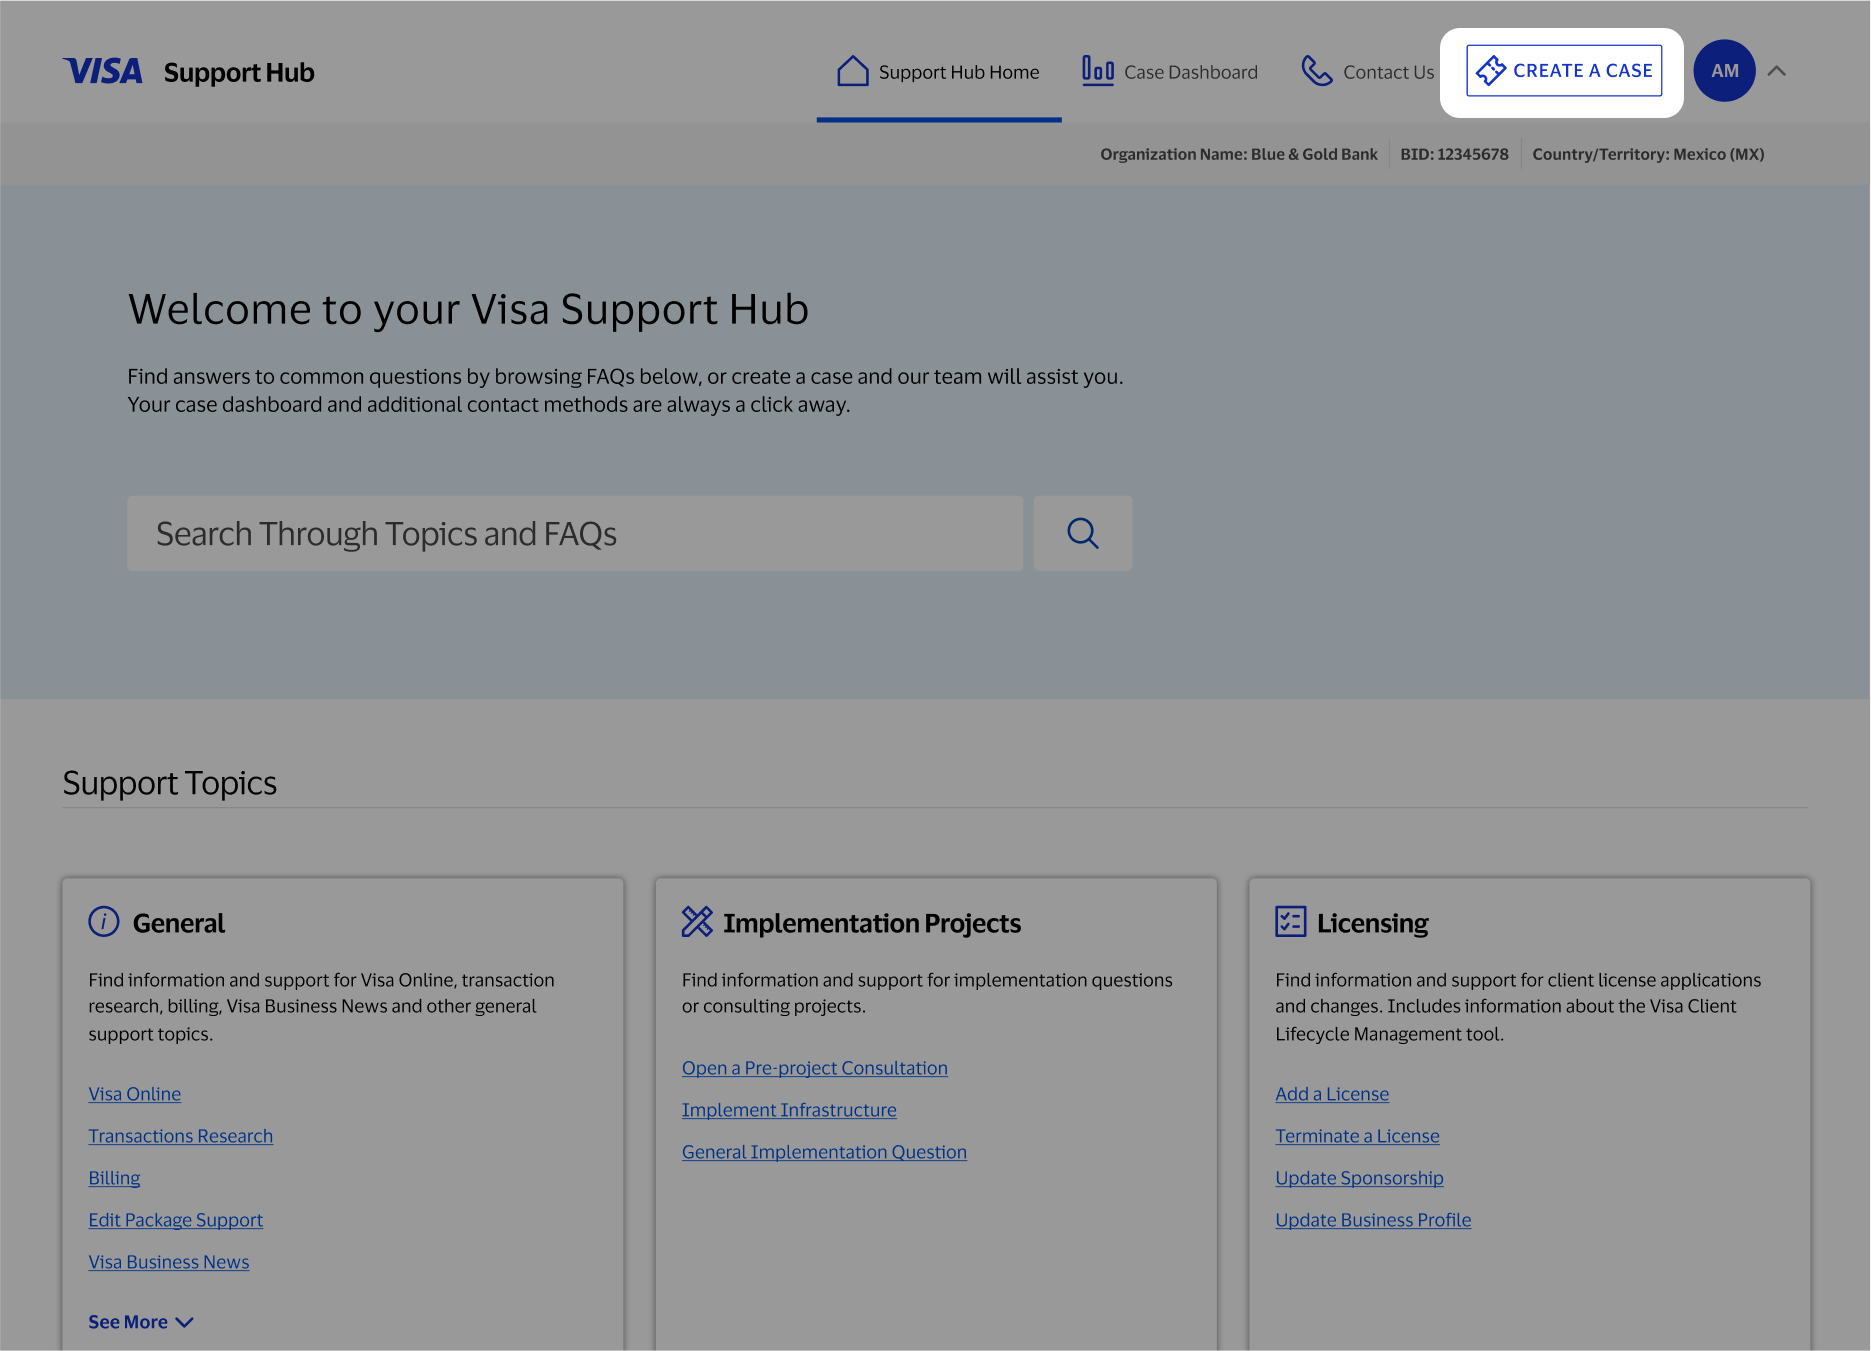 VISA Support Hub
Support Hub Home
Case Dashboard
Contact Us
CREATE A CASE
AM
Organization Name: Blue & Gold Bank
BID: 12345678
Country/Territory: Mexico (MX)
Welcome to your Visa Support Hub
Find answers to common questions by browsing FAQs below, or create a case and our team will assist you.
Your case dashboard and additional contact methods are always a click away.
Search Through Topics and FAQs
Support Topics
General
Find information and support for Visa Online, transaction
research, billing, Visa Business News and other general
support topics.
Visa Online
Transactions Research
Billing
Edit Package Support
Visa Business News
See More
Implementation Projects
Find information and support for implementation questions
or consulting projects.
Open a Pre-project Consultation
Implement Infrastructure
General Implementation Question
Licensing
Find information and support for client license applications
and changes. Includes information about the Visa Client
Lifecycle Management tool.
Add a License
Terminate a License
Update Sponsorship
Update Business Profile